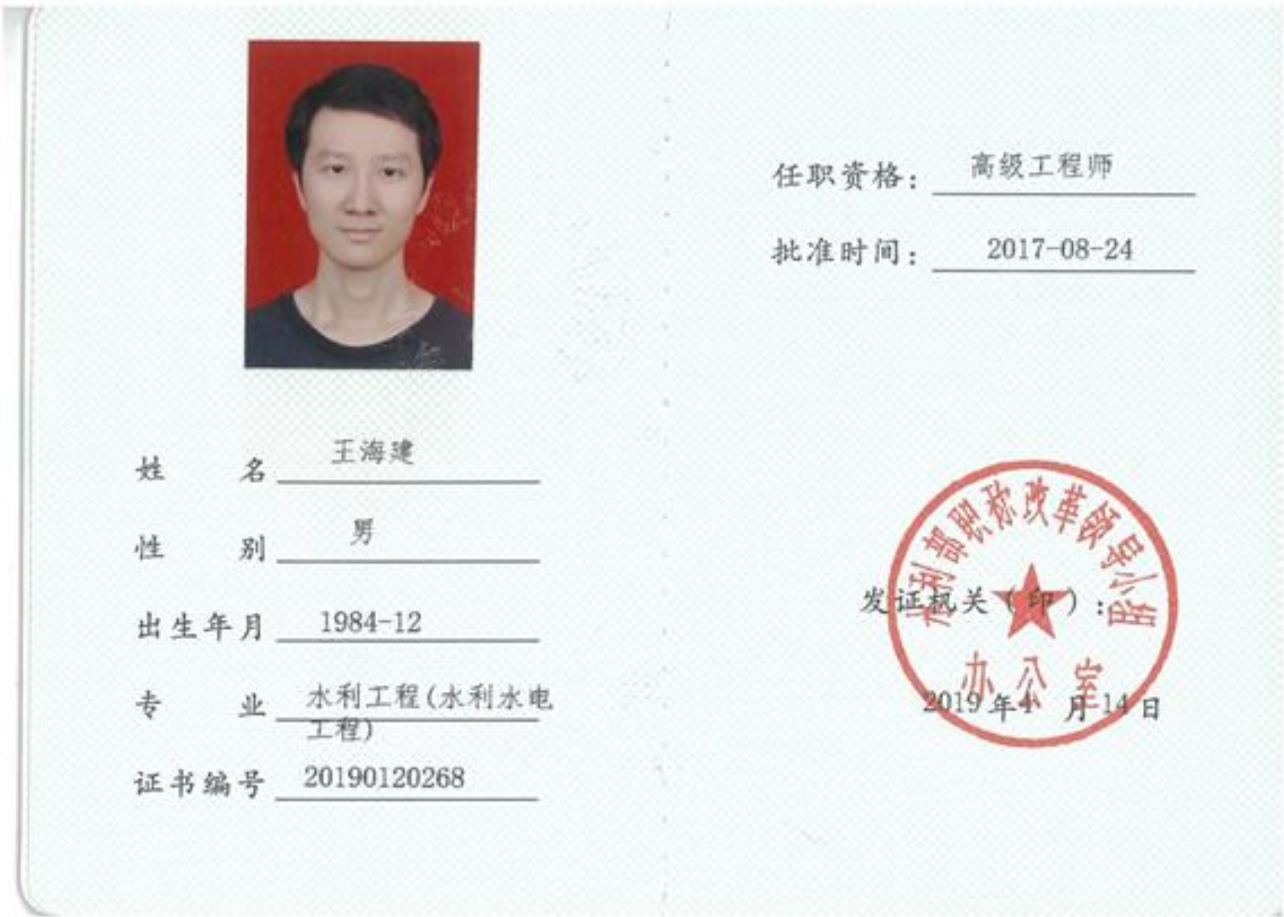 姓 名 王海建
性 别 男
出生年月 1984-12
专 业 水利工程(水利水电
工程)
证书编号 20190120268
任职资格: 高级工程师
批准时间: 2017-08-24
水利部职称改革领导小组
发证机关(印):
办公室
2019年4 月14日